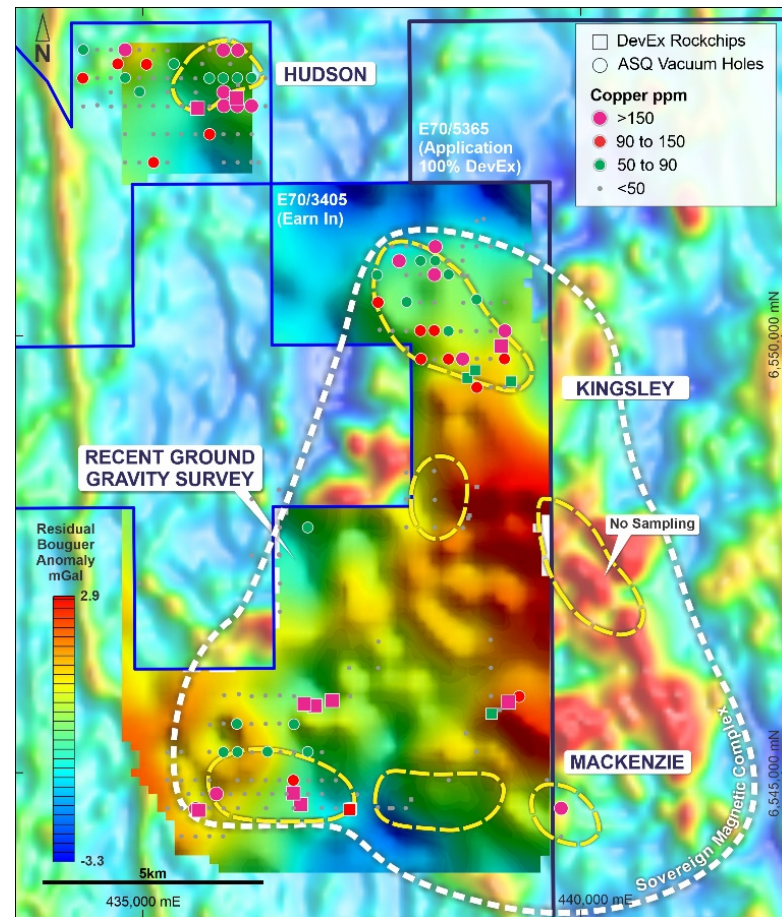 N
HUDSON
DevEx Rockchips
ASQ Vacuum Holes
Copper ppm
>150
90 to 150
50 to 90
<50
E70/5365
(Application
100% DevEx)
E70/3405
(Earn In)
6,550,000 mN
KINGSLEY
RECENT GROUND
GRAVITY SURVEY
No Sampling
Residual
Bouguer
Anomaly
mGal
2.9
-3.3
MACKENZIE
6,545,000 mN
Sovereign Magnetic Complex
5km
435,000 mE
440,000 mE